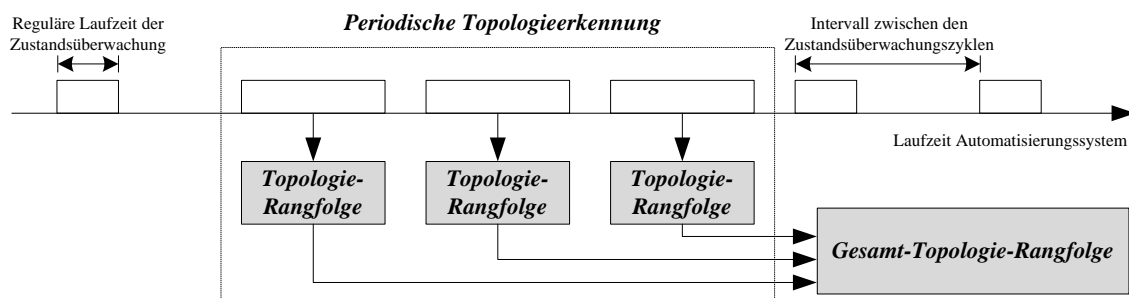 Reguläre Laufzeit der
Zustandsüberwachung
Periodische Topologieerkennung
Intervall zwischen den
Zustandsüberwachungszyklen
Laufzeit Automatisierungssystem
Topologie-
Rangfolge
Topologie-
Rangfolge
Topologie-
Rangfolge
Gesamt-Topologie-Rangfolge